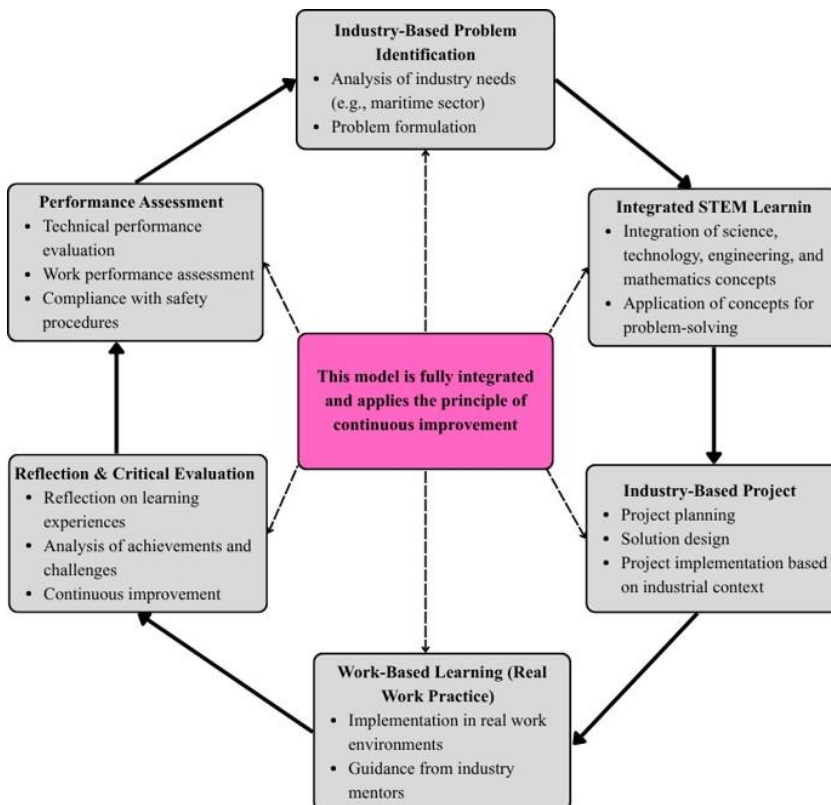 Industry-Based Problem
Identification
• Analysis of industry needs
(e.g., maritime sector)
• Problem formulation
Performance Assessment
• Technical performance
evaluation
• Work performance assessment
• Compliance with safety
procedures
Integrated STEM Learnin
• Integration of science,
technology, engineering, and
mathematics concepts
• Application of concepts for
problem-solving
This model is fully integrated
and applies the principle of
continuous improvement
Reflection & Critical Evaluation
• Reflection on learning
experiences
• Analysis of achievements and
challenges
• Continuous improvement
Industry-Based Project
• Project planning
• Solution design
• Project implementation based
on industrial context
Work-Based Learning (Real
Work Practice)
• Implementation in real work
environments
• Guidance from industry
mentors